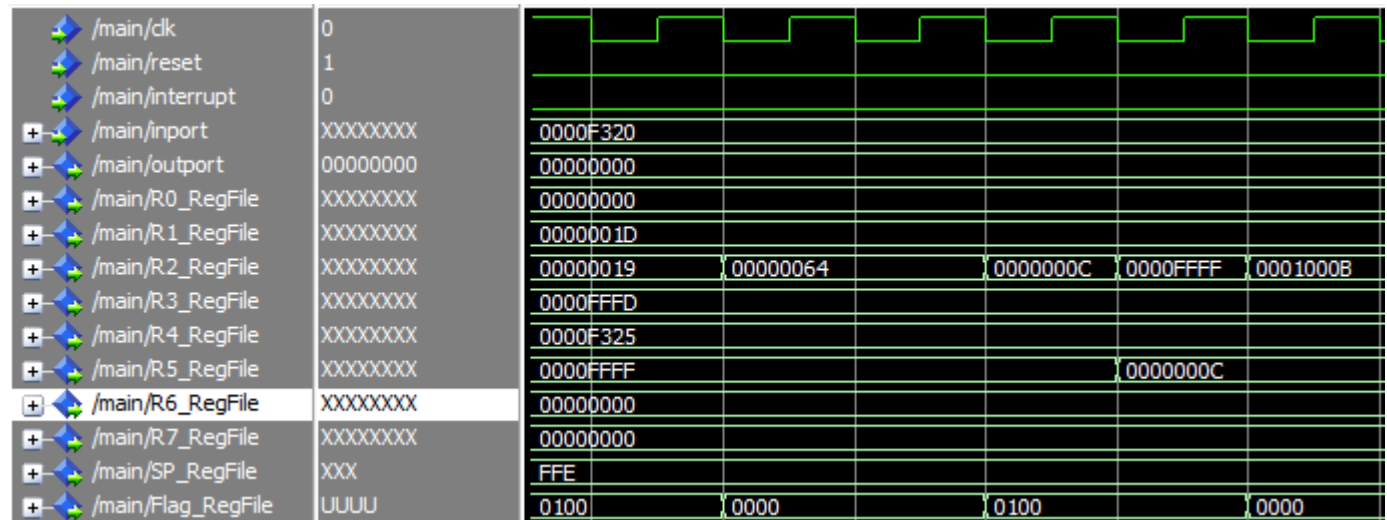 /main/clk 0
/main/reset 1
/main/interrupt 0
/main/inport XXXXXXXX 0000F320
/main/outport 00000000 00000000
/main/R0_RegFile XXXXXXXX 00000000
/main/R1_RegFile XXXXXXXX 0000001D
/main/R2_RegFile XXXXXXXX 00000019 00000064 0000000C 0000FFFF 0001000B
/main/R3_RegFile XXXXXXXX 0000FFFD
/main/R4_RegFile XXXXXXXX 0000F325
/main/R5_RegFile XXXXXXXX 0000FFFF 0000000C
/main/R6_RegFile XXXXXXXX 00000000
/main/R7_RegFile XXXXXXXX 00000000
/main/SP_RegFile XXX FFE
/main/Flag_RegFile UUUU 0100 0000 0100 0000